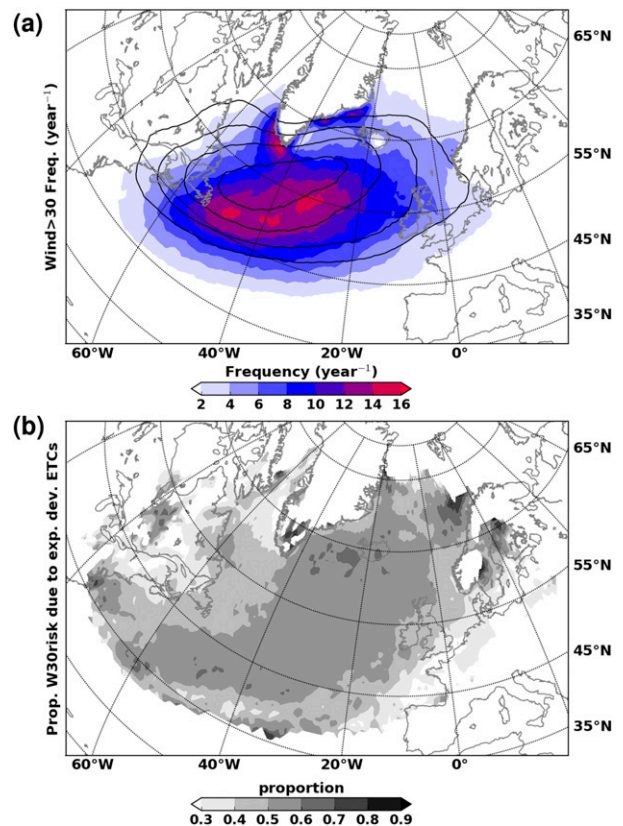 (a)
Wind>30 Freq. (year⁻¹)
65°N
55°N
45°N
35°N
60°W 40°W 20°W 0°
Frequency (year⁻¹)
2 4 6 8 10 12 14 16
(b)
Prop. W30risk due to exp. dev. ETCs
65°N
55°N
45°N
35°N
60°W 40°W 20°W 0°
proportion
0.3 0.4 0.5 0.6 0.7 0.8 0.9